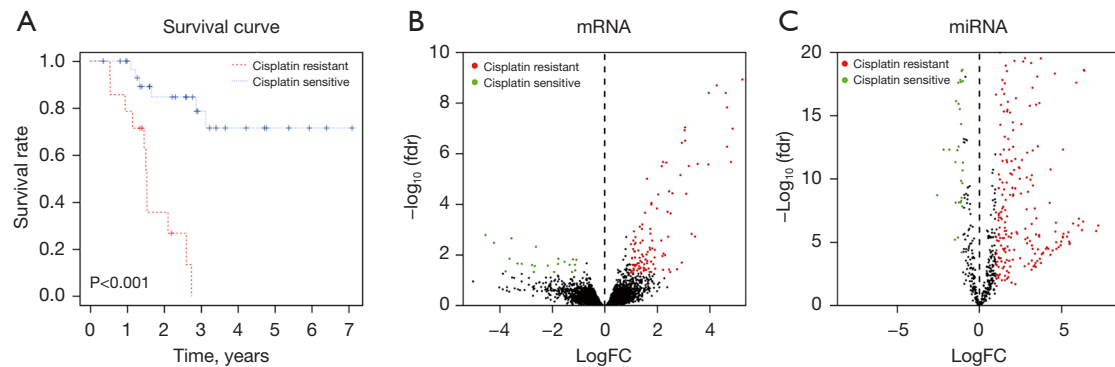 A
Survival curve
Cisplatin resistant
Cisplatin sensitive
1.0
0.8
0.6
0.4
0.2
0.0
Survival rate
P<0.001
0 1 2 3 4 5 6 7
Time, years
B
mRNA
Cisplatin resistant
Cisplatin sensitive
10
8
6
4
2
0
−log10 (fdr)
−4 −2 0 2 4
LogFC
C
miRNA
Cisplatin resistant
Cisplatin sensitive
20
15
10
5
0
−Log10 (fdr)
−5 0 5
LogFC